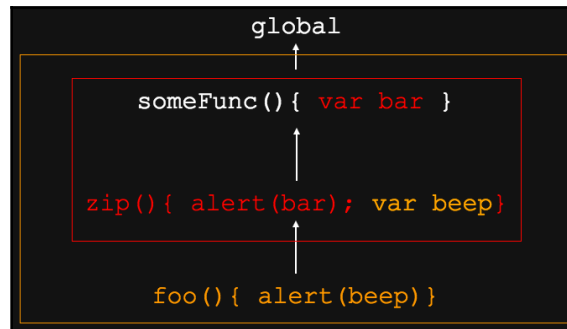 global
someFunc(){ var bar }
zip(){ alert(bar); var beep}
foo(){ alert(beep)}